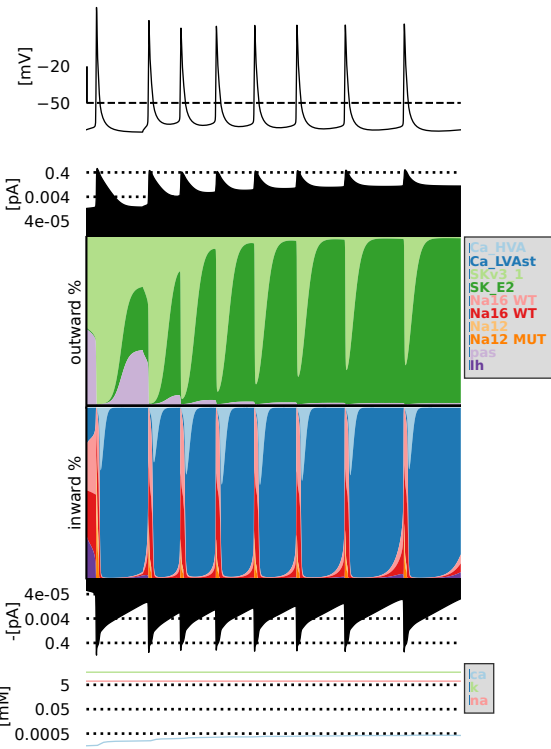 [mV]
−20
−50
[pA]
0.4
0.004
4e-05
outward %
Ca_HVA
Ca_LVAst
SKv3_1
SK_E2
Na16 WT
Na16 WT
Na12
Na12 MUT
pas
Ih
inward %
-[pA]
4e-05
0.004
0.4
[mM]
5
0.05
0.0005
ca
k
na